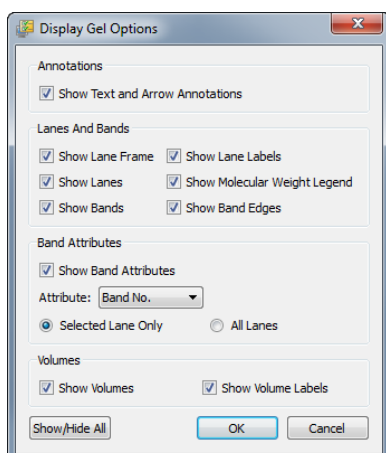 Display Gel Options
Annotations
Show Text and Arrow Annotations
Lanes And Bands
Show Lane Frame Show Lane Labels
Show Lanes Show Molecular Weight Legend
Show Bands Show Band Edges
Band Attributes
Show Band Attributes
Attribute: Band No.
Selected Lane Only All Lanes
Volumes
Show Volumes Show Volume Labels
Show/Hide All OK Cancel